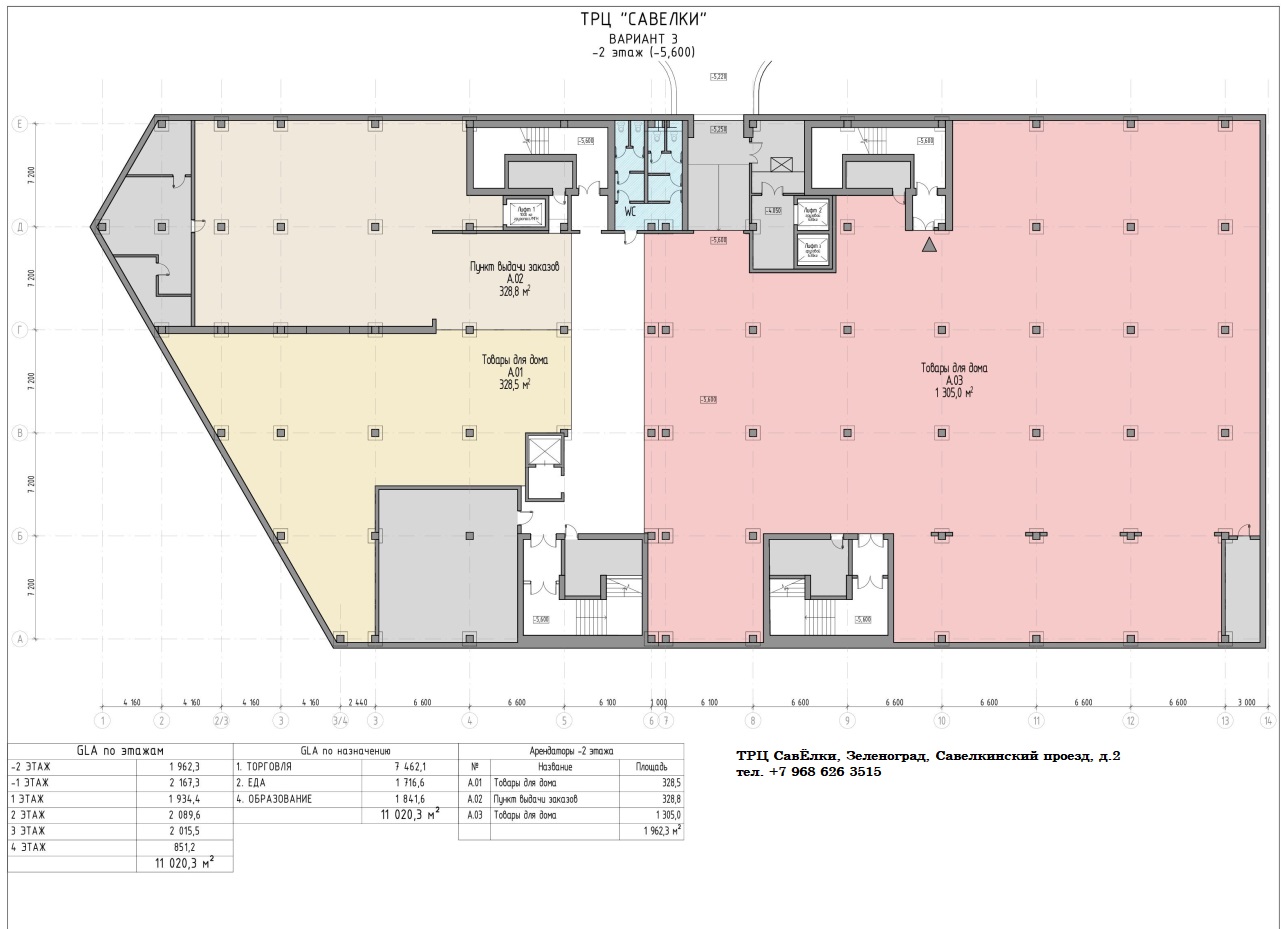 ТРЦ "САВЕЛКИ"
ВАРИАНТ 3
-2 этаж (-5,600)
-5,220
Е
-5,250
-5,600
-5,600
7 200
WC
-4,050
Лифт 1
Лифт 2
Д
-5,600
Лифт 3
Пункт выдачи заказов
А.02
328,8 м²
7 200
Г
Товары для дома
А.01
328,5 м²
Товары для дома
А.03
1 305,0 м²
7 200
-5,600
В
7 200
Б
7 200
-5,600
-5,600
А
4 160 4 160 4 160 4 160 2 440 6 600 6 600 6 100 1 000 6 100 6 600 6 600 6 600 6 600 6 600 3 000
1 2 2/3 3 3/4 3 4 5 6 7 8 9 10 11 12 13 14
GLA по этажам
-2 ЭТАЖ 1 962,3
-1 ЭТАЖ 2 167,3
1 ЭТАЖ 1 934,4
2 ЭТАЖ 2 089,6
3 ЭТАЖ 2 015,5
4 ЭТАЖ 851,2
11 020,3 м²
GLA по назначению
1. ТОРГОВЛЯ 7 462,1
2. ЕДА 1 716,6
4. ОБРАЗОВАНИЕ 1 841,6
11 020,3 м²
Арендаторы -2 этажа
№ Название Площадь
А.01 Товары для дома 328,5
А.02 Пункт выдачи заказов 328,8
А.03 Товары для дома 1 305,0
1 962,3 м²
ТРЦ СавЁлки, Зеленоград, Савелкинский проезд, д.2
тел. +7 968 626 3515